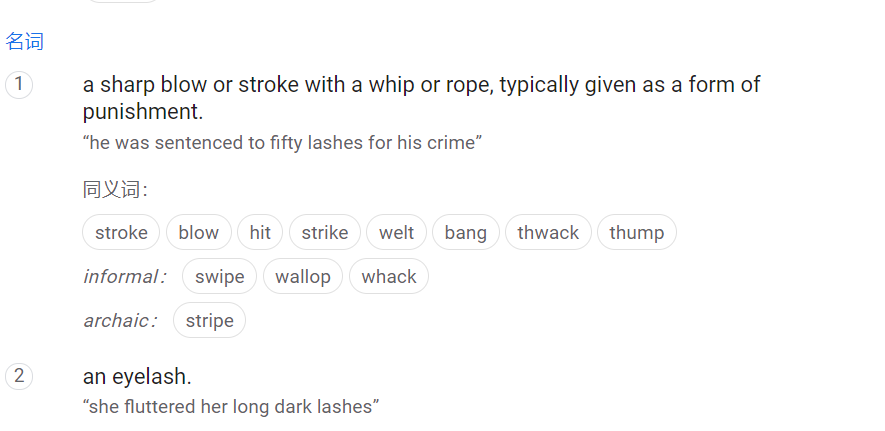 名词
1
a sharp blow or stroke with a whip or rope, typically given as a form of
punishment.
“he was sentenced to fifty lashes for his crime”
同义词：
stroke blow hit strike welt bang thwack thump
informal： swipe wallop whack
archaic： stripe
2
an eyelash.
“she fluttered her long dark lashes”